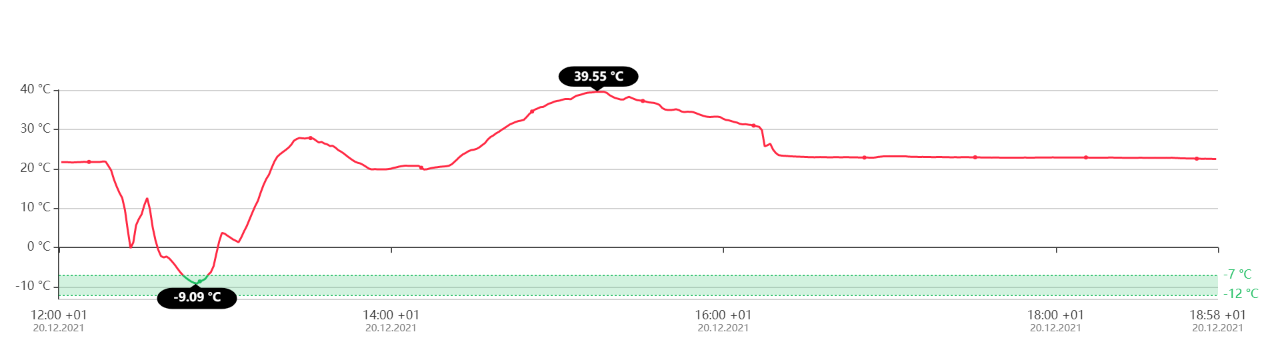 39.55 °C
40 °C
30 °C
20 °C
10 °C
0 °C
-7 °C
-10 °C
-12 °C
-9.09 °C
12:00 +01 14:00 +01 16:00 +01 18:00 +01 18:58 +01
20.12.2021 20.12.2021 20.12.2021 20.12.2021 20.12.2021